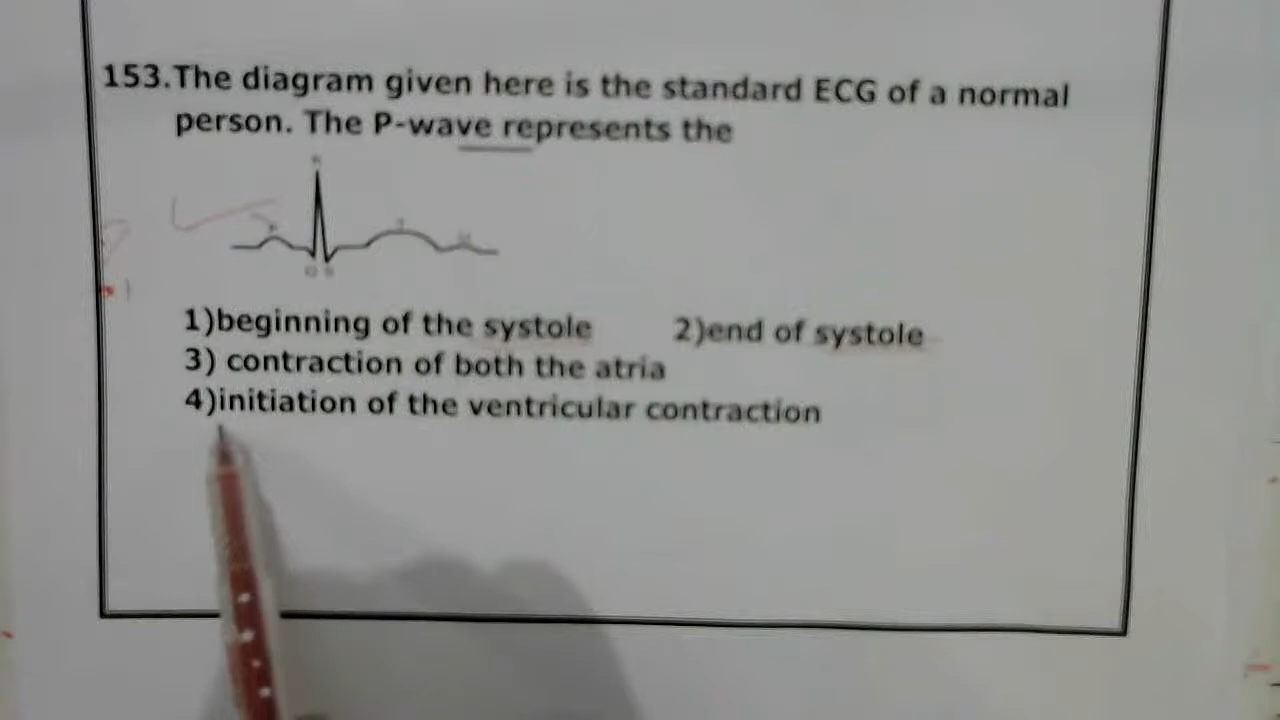 153.The diagram given here is the standard ECG of a normal
person. The P-wave represents the
1)beginning of the systole 2)end of systole
3) contraction of both the atria
4)initiation of the ventricular contraction